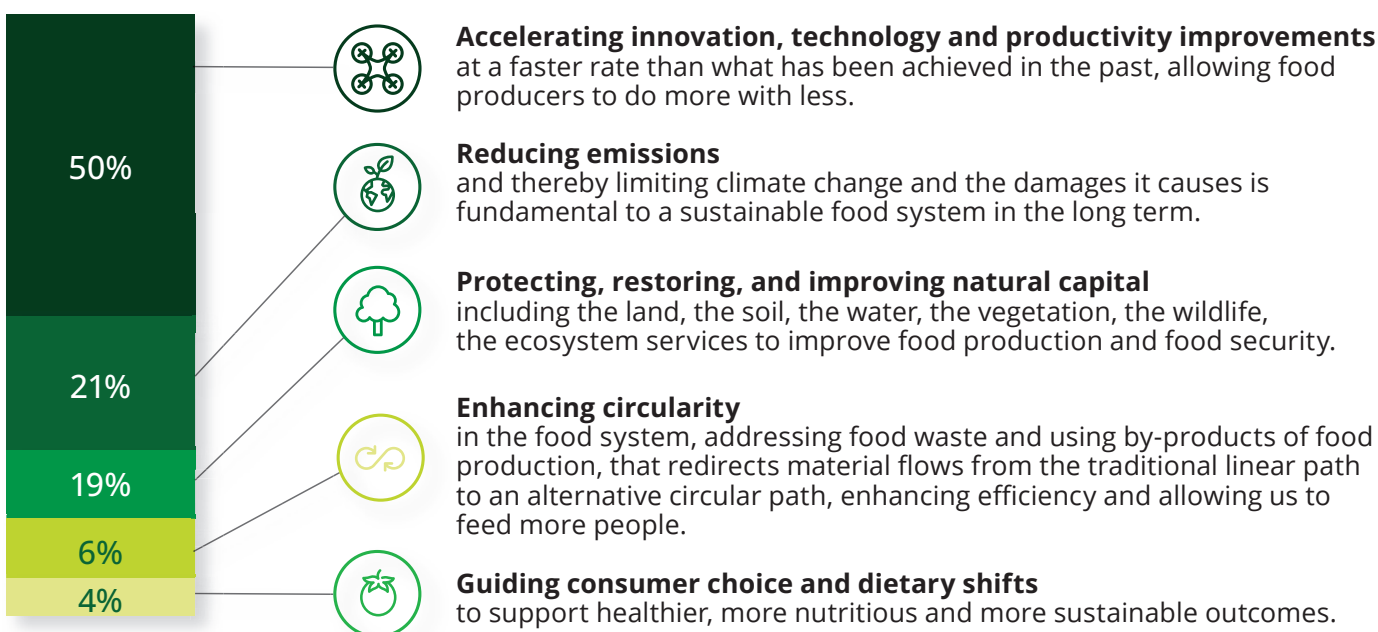 50%
21%
19%
6%
4%
Accelerating innovation, technology and productivity improvements
at a faster rate than what has been achieved in the past, allowing food
producers to do more with less.
Reducing emissions
and thereby limiting climate change and the damages it causes is
fundamental to a sustainable food system in the long term.
Protecting, restoring, and improving natural capital
including the land, the soil, the water, the vegetation, the wildlife,
the ecosystem services to improve food production and food security.
Enhancing circularity
in the food system, addressing food waste and using by-products of food
production, that redirects material flows from the traditional linear path
to an alternative circular path, enhancing efficiency and allowing us to
feed more people.
Guiding consumer choice and dietary shifts
to support healthier, more nutritious and more sustainable outcomes.